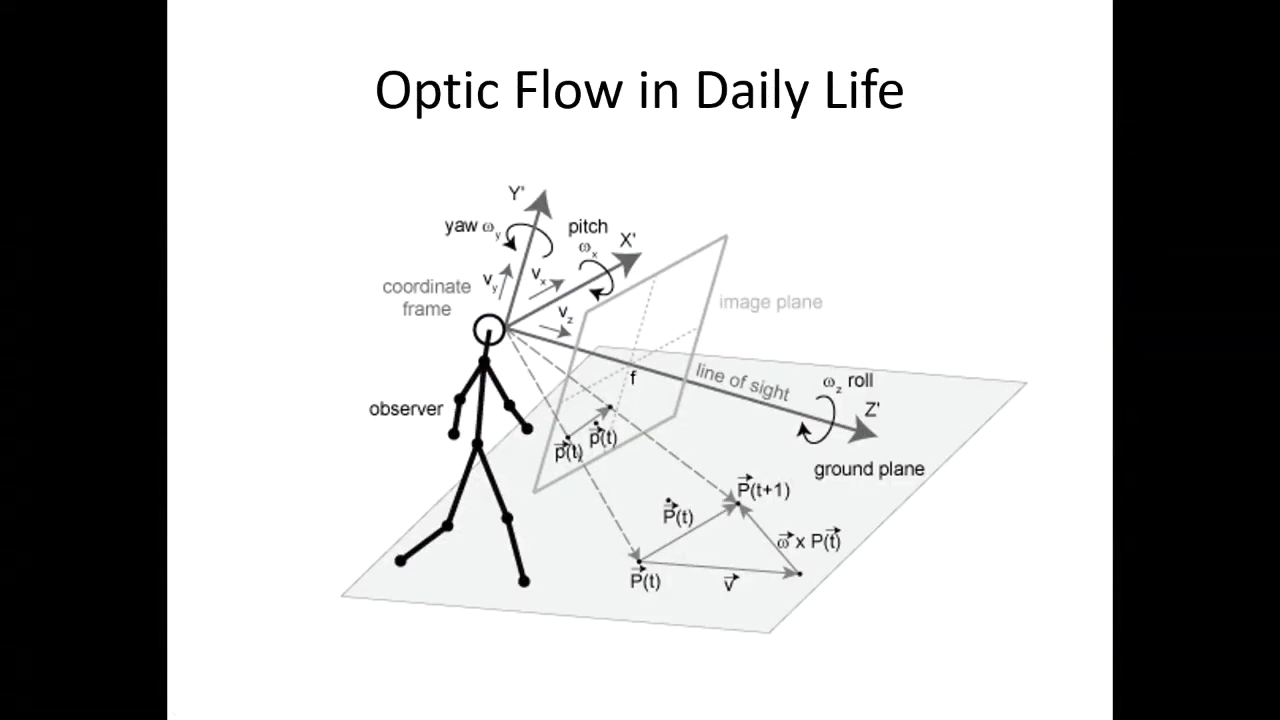 Optic Flow in Daily Life
Y'
yaw ωy
pitch
ωx
X'
vy
vx
vz
coordinate
frame
image plane
f
line of sight
ωz roll
Z'
observer
p⃗(t)
ṗ⃗(t)
ground plane
P⃗(t+1)
Ṗ⃗(t)
ω⃗ x P(t⃗)
P⃗(t)
v⃗